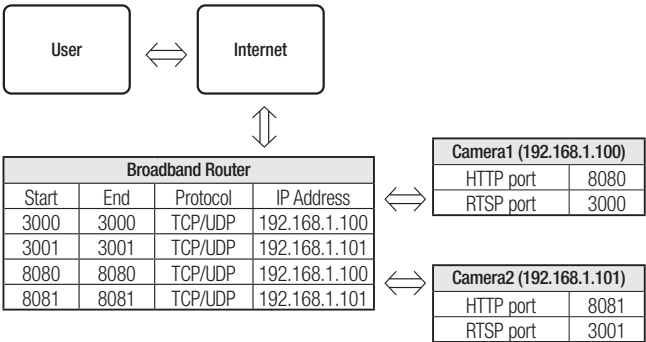 User
Internet
Broadband Router
Start End Protocol IP Address
3000 3000 TCP/UDP 192.168.1.100
3001 3001 TCP/UDP 192.168.1.101
8080 8080 TCP/UDP 192.168.1.100
8081 8081 TCP/UDP 192.168.1.101
Camera1 (192.168.1.100)
HTTP port 8080
RTSP port 3000
Camera2 (192.168.1.101)
HTTP port 8081
RTSP port 3001